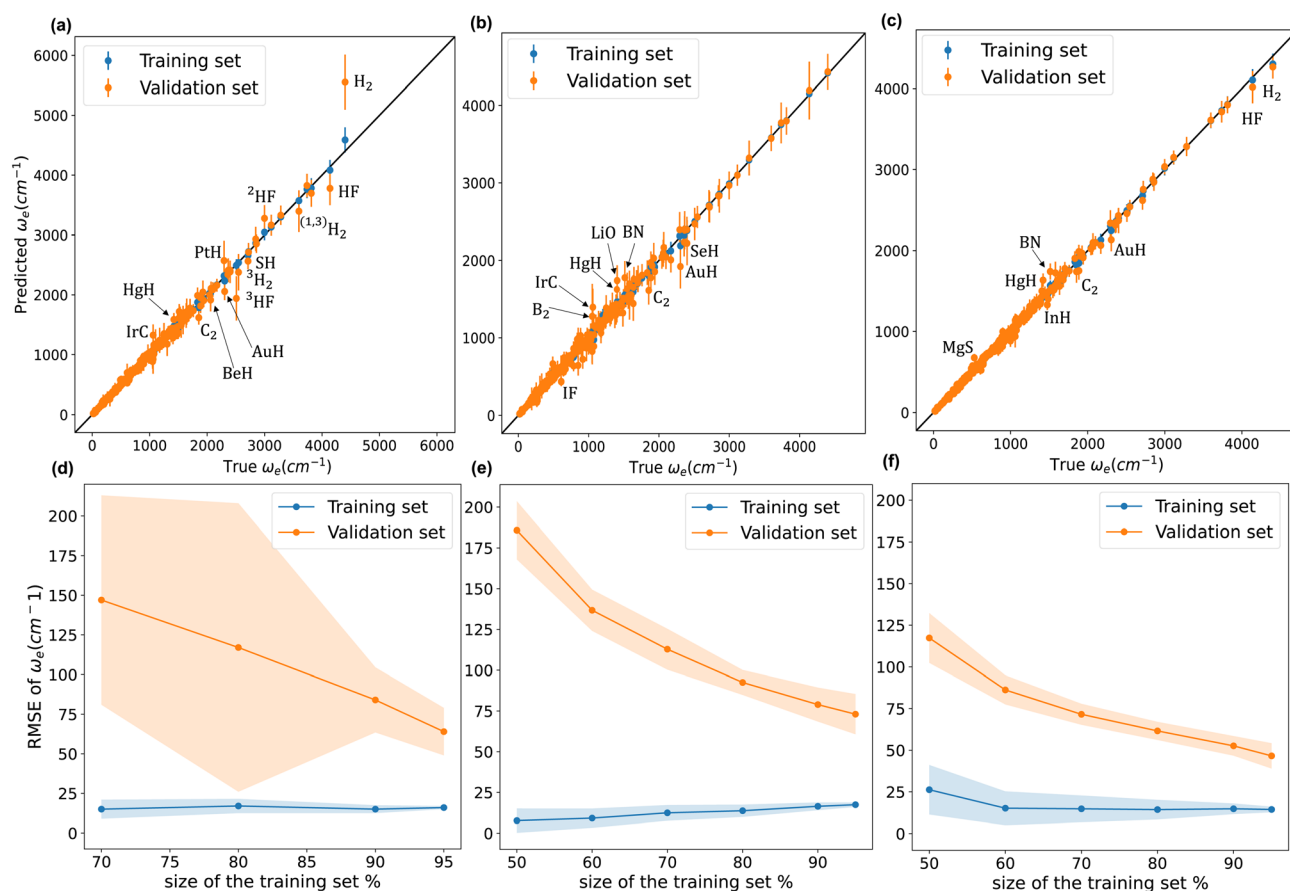 (a)
Training set
Validation set
H2
2HF
HF
(1,3)H2
PtH
SH
3H2
3HF
HgH
IrC
C2
AuH
BeH
6000
5000
4000
3000
2000
1000
0
Predicted ωe(cm−1)
0 1000 2000 3000 4000 5000 6000
True ωe(cm−1)
(b)
Training set
Validation set
LiO BN
HgH
IrC
B2
SeH
AuH
C2
IF
4000
3000
2000
1000
0
0 1000 2000 3000 4000
True ωe(cm−1)
(c)
Training set
Validation set
H2
HF
BN
AuH
HgH
C2
InH
MgS
4000
3000
2000
1000
0
0 1000 2000 3000 4000
True ωe(cm−1)
(d)
Training set
Validation set
200
175
150
125
100
75
50
25
0
RMSE of ωe(cm−1)
70 75 80 85 90 95
size of the training set %
(e)
Training set
Validation set
200
175
150
125
100
75
50
25
0
50 60 70 80 90
size of the training set %
(f)
Training set
Validation set
200
175
150
125
100
75
50
25
0
50 60 70 80 90
size of the training set %